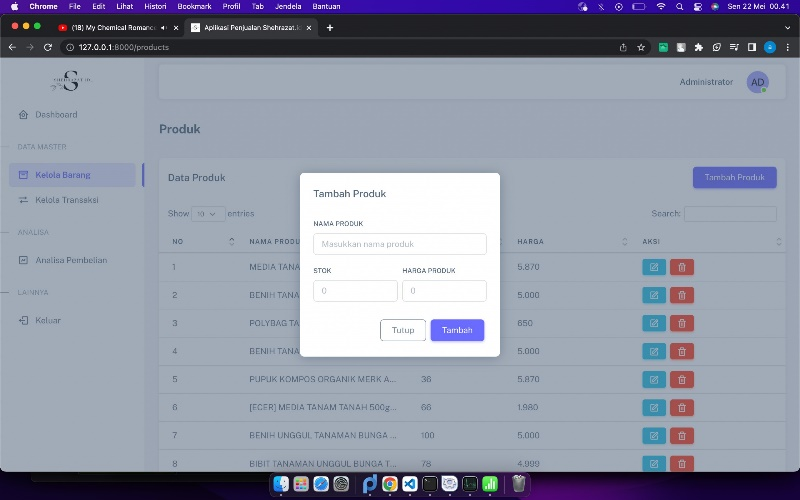 Chrome File Edit Lihat Histori Bookmark Profil Tab Jendela Bantuan Sen 22 Mei 00.41
(18) My Chemical Romance
Aplikasi Penjualan Shehrazat.i
127.0.0.1:8000/products
Administrator
AD
Dashboard
Produk
DATA MASTER
Kelola Barang
Data Produk
Tambah Produk
Kelola Transaksi
Show 10 entries
Search:
ANALISA
NO
NAMA PRODU
HARGA
AKSI
Analisa Pembelian
1 MEDIA TANA 5.870
LAINNYA
2 BENIH TAN 5.000
Keluar
3 POLYBAG TA 650
4 BENIH TANA 5.000
5 PUPUK KOMPOS ORGANIK MERK A... 36 5.870
6 [ECER] MEDIA TANAM TANAH 500g... 66 1.980
7 BENIH UNGGUL TANAMAN BUNGA ... 100 5.000
8 BIBIT TANAMAN UNGGUL BUNGA T... 78 4.999
Tambah Produk
NAMA PRODUK
Masukkan nama produk
STOK HARGA PRODUK
0 0
Tutup Tambah